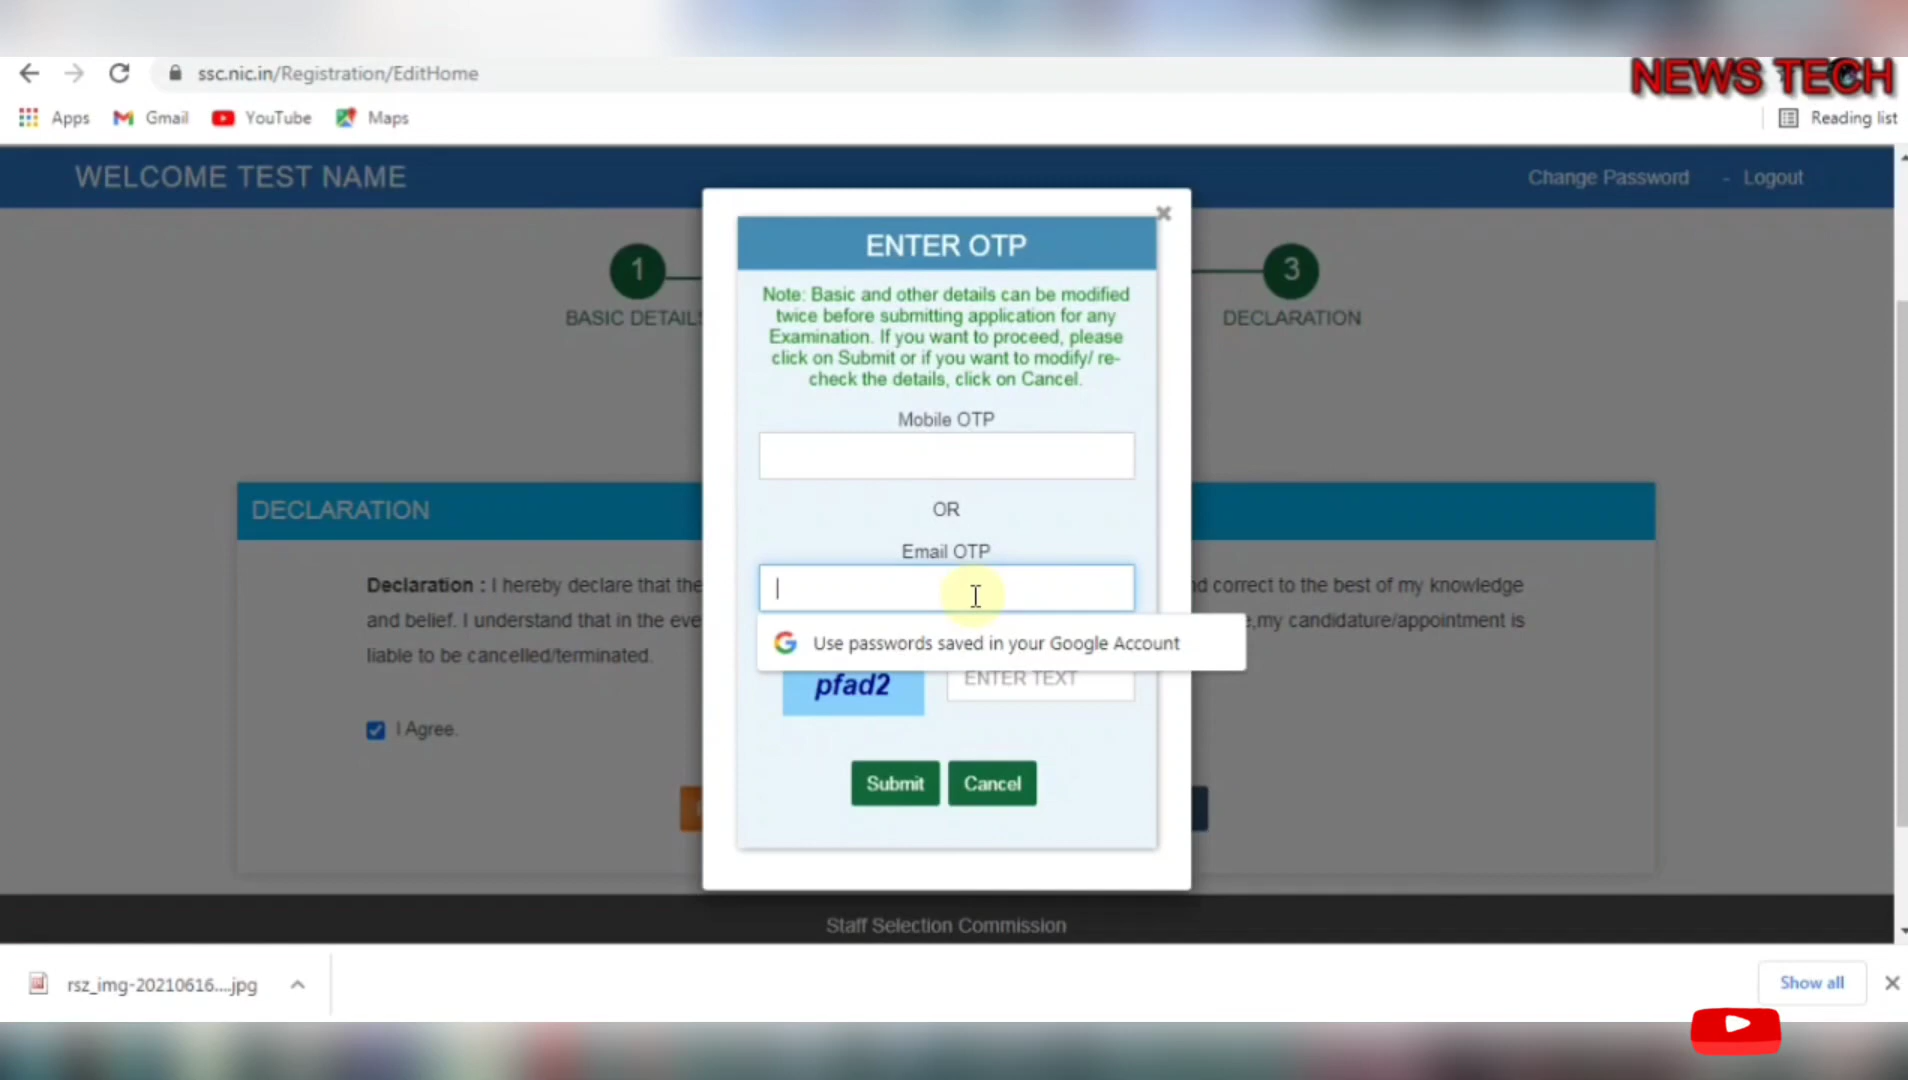 ssc.nic.in/Registration/EditHome
NEWS TECH
Apps Gmail YouTube Maps
Reading list
WELCOME TEST NAME
Change Password - Logout
ENTER OTP
1
3
BASIC DETAILS
DECLARATION
Note: Basic and other details can be modified
twice before submitting application for any
Examination. If you want to proceed, please
click on Submit or if you want to modify/ re-
check the details, click on Cancel.
Mobile OTP
OR
Email OTP
DECLARATION
Declaration : I hereby declare that the
nd correct to the best of my knowledge
and belief. I understand that in the eve
e,my candidature/appointment is
liable to be cancelled/terminated.
Use passwords saved in your Google Account
pfad2
ENTER TEXT
I Agree.
Submit Cancel
Staff Selection Commission
rsz_img-20210616....jpg
Show all